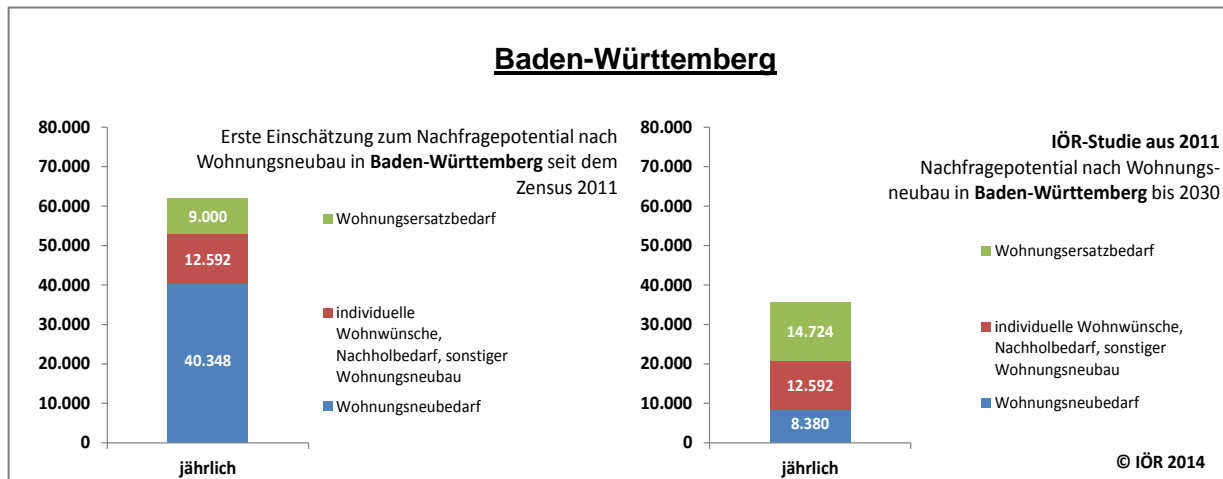 Baden-Württemberg
Erste Einschätzung zum Nachfragepotential nach
Wohnungsneubau in Baden-Württemberg seit dem
Zensus 2011
80.000
70.000
60.000
50.000
40.000
30.000
20.000
10.000
0
9.000
12.592
40.348
jährlich
Wohnungsersatzbedarf
individuelle
Wohnwünsche,
Nachholbedarf, sonstiger
Wohnungsneubau
Wohnungsneubedarf
IÖR-Studie aus 2011
Nachfragepotential nach Wohnungs-
neubau in Baden-Württemberg bis 2030
80.000
70.000
60.000
50.000
40.000
30.000
20.000
10.000
0
14.724
12.592
8.380
jährlich
Wohnungsersatzbedarf
individuelle Wohnwünsche,
Nachholbedarf, sonstiger
Wohnungsneubau
Wohnungsneubedarf
© IÖR 2014